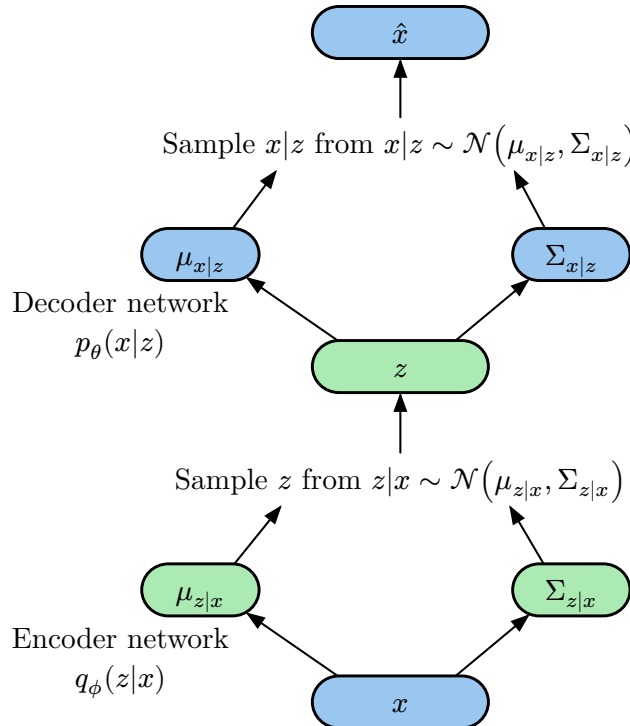 x̂
Sample x|z from x|z ∼ 𝒩(μ_{x|z}, Σ_{x|z})
μ_{x|z} Σ_{x|z}
Decoder network
p_θ(x|z)
z
Sample z from z|x ∼ 𝒩(μ_{z|x}, Σ_{z|x})
μ_{z|x} Σ_{z|x}
Encoder network
q_ϕ(z|x)
x